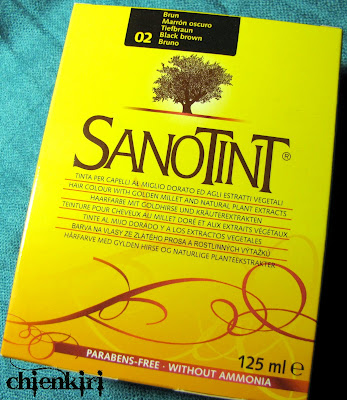 02
Brun
Marrón oscuro
Tiefbraun
Black brown
Bruno
SANOTINT®
TINTA PER CAPELLI AL MIGLIO DORATO ED AGLI ESTRATTI VEGETALI
HAIR COLOUR WITH GOLDEN MILLET AND NATURAL PLANT EXTRACTS
HAARFARBE MIT GOLDHIRSE UND KRÄUTEREXTRAKTEN
TEINTURE POUR CHEVEUX AU MILLET DORÉ ET AUX EXTRAITS VÉGÉTAUX
TINTE AL MIJO DORADO Y A LOS EXTRACTOS VEGETALES
BARVA NA VLASY ZE ZLATÉHO PROSA A ROSTLINNÝCH VÝTAŽKŮ
HÅRFARVE MED GYLDEN HIRSE OG NATURLIGE PLANTEEKSTRAKTER
125 ml e
PARABENS-FREE · WITHOUT AMMONIA
chienkiri